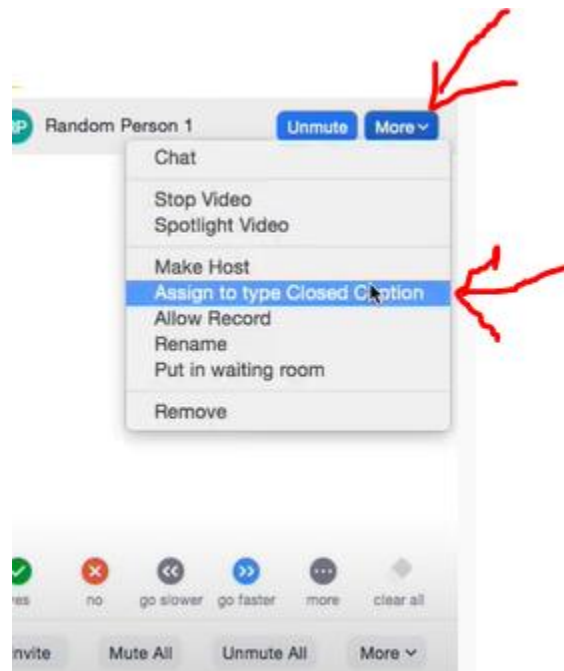 RP Random Person 1 Unmute More
Chat
Stop Video
Spotlight Video
Make Host
Assign to type Closed Caption
Allow Record
Rename
Put in waiting room
Remove
no go slower go faster more clear all
Mute All Unmute All More